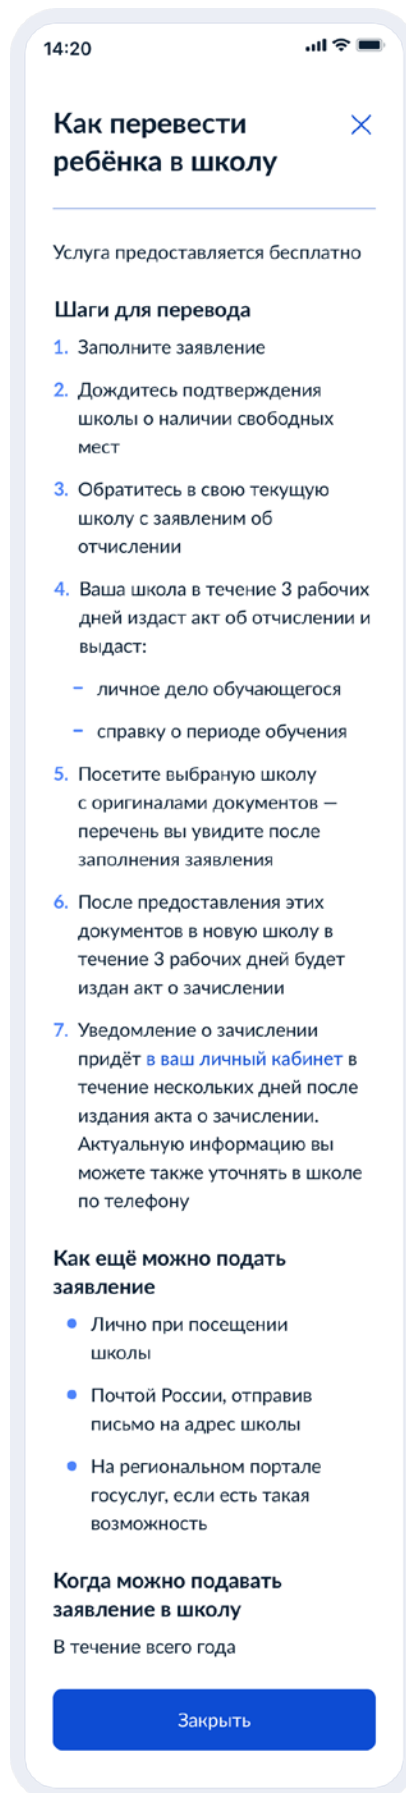 14:20
Как перевести
ребёнка в школу
Услуга предоставляется бесплатно
Шаги для перевода
1. Заполните заявление
2. Дождитесь подтверждения
школы о наличии свободных
мест
3. Обратитесь в свою текущую
школу с заявленим об
отчислении
4. Ваша школа в течение 3 рабочих
дней издаст акт об отчислении и
выдаст:
– личное дело обучающегося
– справку о периоде обучения
5. Посетите выбраную школу
с оригиналами документов —
перечень вы увидите после
заполнения заявления
6. После предоставления этих
документов в новую школу в
течение 3 рабочих дней будет
издан акт о зачислении
7. Уведомление о зачислении
придёт в ваш личный кабинет в
течение нескольких дней после
издания акта о зачислении.
Актуальную информацию вы
можете также уточнять в школе
по телефону
Как ещё можно подать
заявление
• Лично при посещении
школы
• Почтой России, отправив
письмо на адрес школы
• На региональном портале
госуслуг, если есть такая
возможность
Когда можно подавать
заявление в школу
В течение всего года
Закрыть